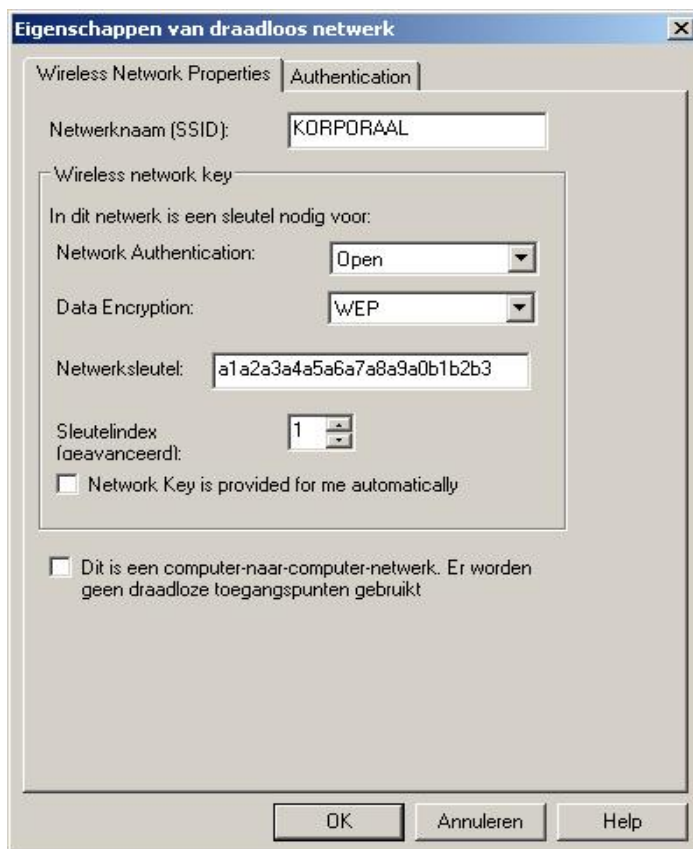 Eigenschappen van draadloos netwerk
Wireless Network Properties
Authentication
Netwerknaam (SSID):
KORPORAAL
Wireless network key
In dit netwerk is een sleutel nodig voor:
Network Authentication:
Open
Data Encryption:
WEP
Netwerksleutel:
a1a2a3a4a5a6a7a8a9a0b1b2b3
Sleutelindex
(geavanceerd):
1
Network Key is provided for me automatically
Dit is een computer-naar-computer-netwerk. Er worden
geen draadloze toegangspunten gebruikt
OK
Annuleren
Help